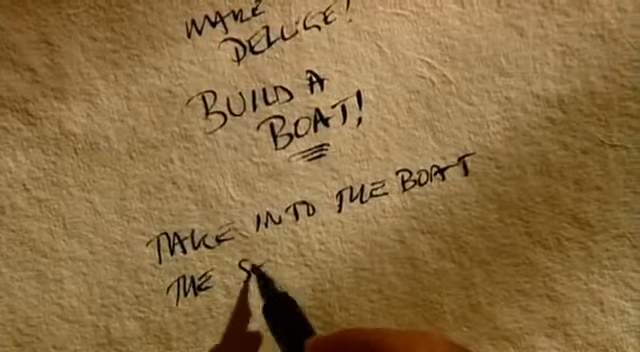 MAKE
DELUGE!
BUILD A
BOAT!
TAKE INTO THE BOAT
THE S